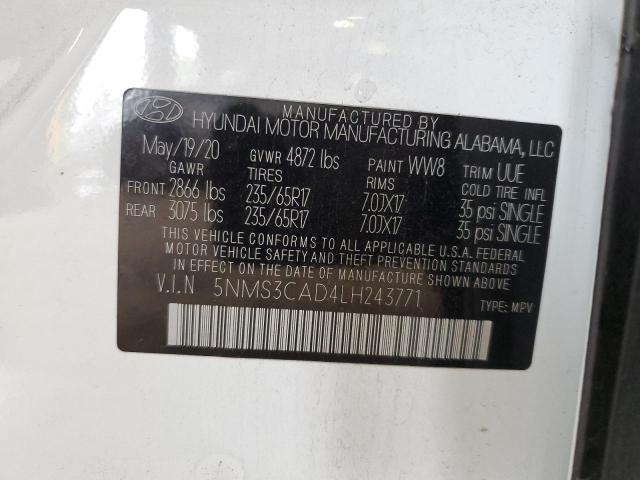 MANUFACTURED BY
HYUNDAI MOTOR MANUFACTURING ALABAMA, LLC
May/19/20 GVWR 4872 lbs PAINT WW8 TRIM UUE
GAWR TIRES RIMS COLD TIRE INFL
FRONT 2866 lbs 235/65R17 7.0JX17 35 psi SINGLE
REAR 3075 lbs 235/65R17 7.0JX17 35 psi SINGLE
THIS VEHICLE CONFORMS TO ALL APPLICABLE U.S.A. FEDERAL
MOTOR VEHICLE SAFETY AND THEFT PREVENTION STANDARDS
IN EFFECT ON THE DATE OF MANUFACTURE SHOWN ABOVE
V.I.N 5NMS3CAD4LH243771 TYPE: MPV